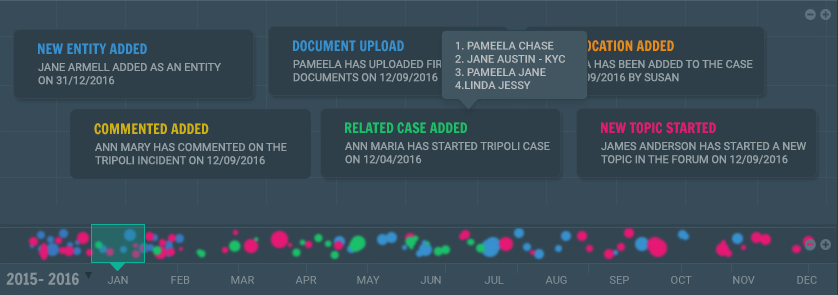 NEW ENTITY ADDED
JANE ARMELL ADDED AS AN ENTITY
ON 31/12/2016
DOCUMENT UPLOAD
PAMEELA HAS UPLOADED FIR
DOCUMENTS ON 12/09/2016
1. PAMEELA CHASE
2. JANE AUSTIN - KYC
3. PAMEELA JANE
4.LINDA JESSY
OCATION ADDED
A HAS BEEN ADDED TO THE CASE
09/2016 BY SUSAN
COMMENTED ADDED
ANN MARY HAS COMMENTED ON THE
TRIPOLI INCIDENT ON 12/09/2016
RELATED CASE ADDED
ANN MARIA HAS STARTED TRIPOLI CASE
ON 12/04/2016
NEW TOPIC STARTED
JAMES ANDERSON HAS STARTED A NEW
TOPIC IN THE FORUM ON 12/09/2016
2015- 2016 JAN FEB MAR APR MAY JUN JUL AUG SEP OCT NOV DEC